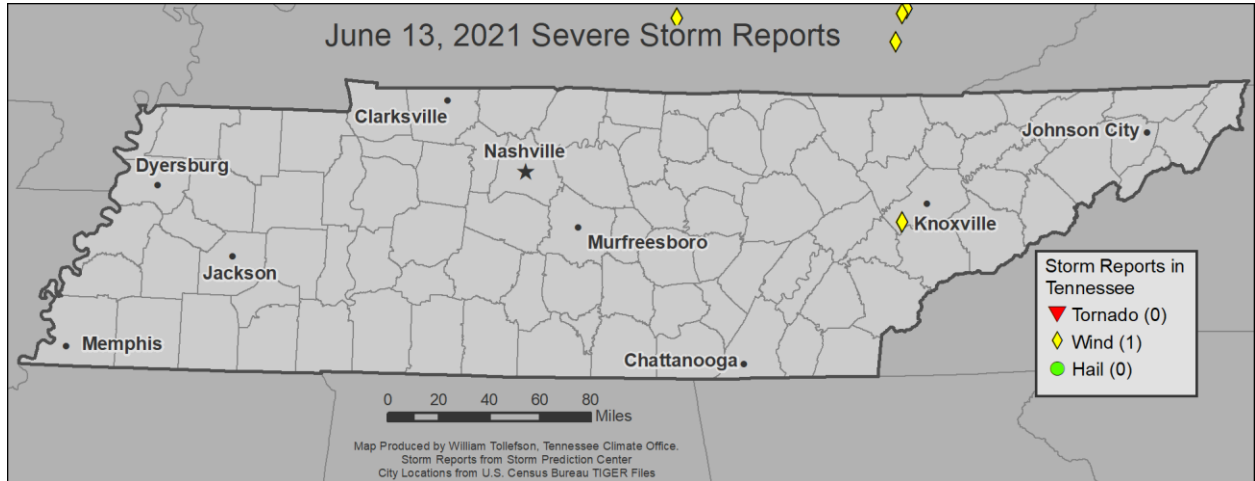 June 13, 2021 Severe Storm Reports
Clarksville
Johnson City
Nashville
Dyersburg
Knoxville
Murfreesboro
Jackson
Storm Reports in
Tennessee
Tornado (0)
Wind (1)
Hail (0)
Memphis
Chattanooga
0 20 40 60 80
Miles
Map Produced by William Tollefson, Tennessee Climate Office.
Storm Reports from Storm Prediction Center
City Locations from U.S. Census Bureau TIGER Files